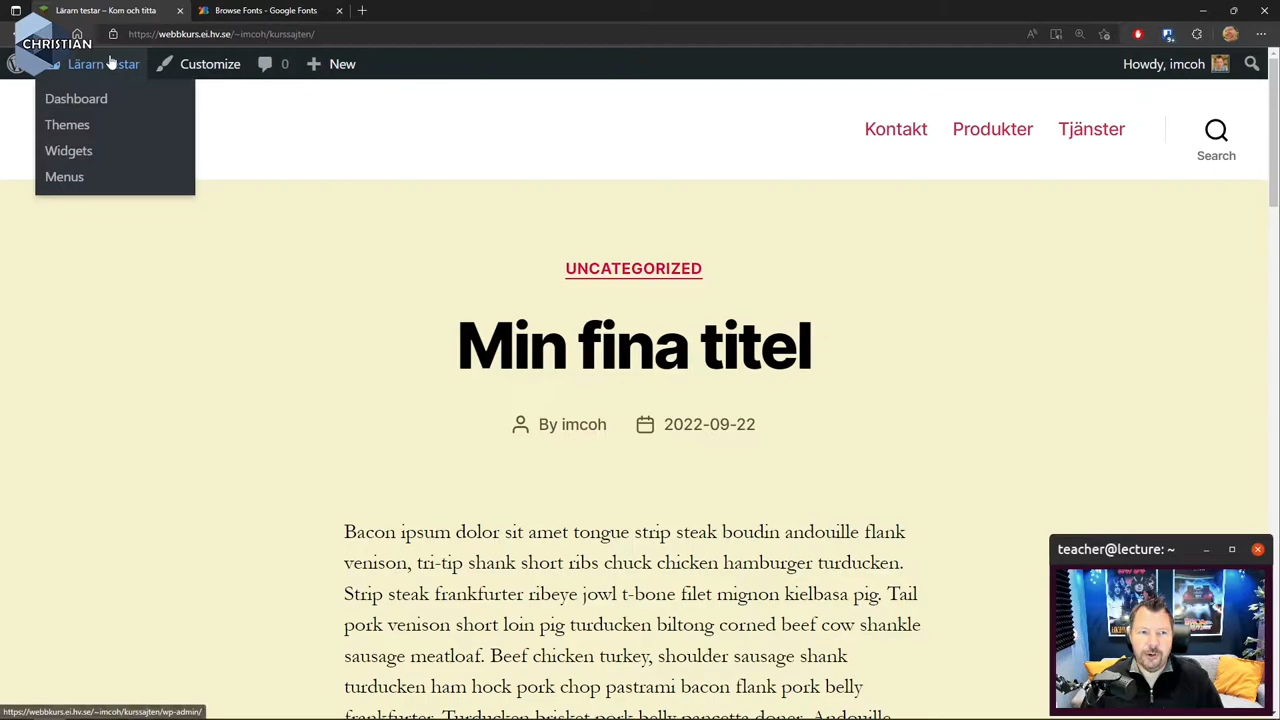 Lärarn testar – Kom och titta
Browse Fonts - Google Fonts
https://webbkurs.ei.hv.se/~imcoh/kurssajten/
CHRISTIAN
Customize
0
New
Howdy, imcoh
Dashboard
Themes
Widgets
Menus
Kontakt
Produkter
Tjänster
Search
UNCATEGORIZED
Min fina titel
By imcoh
2022-09-22
Bacon ipsum dolor sit amet tongue strip steak boudin andouille flank
venison, tri-tip shank short ribs chuck chicken hamburger turducken.
Strip steak frankfurter ribeye jowl t-bone filet mignon kielbasa pig. Tail
pork venison short loin pig turducken biltong corned beef cow shankle
sausage meatloaf. Beef chicken turkey, shoulder sausage shank
turducken ham hock pork chop pastrami bacon flank pork belly
frankfurter. Turducken brisket pork belly pancetta doner. Andouille
teacher@lecture: ~
https://webbkurs.ei.hv.se/~imcoh/kurssajten/wp-admin/